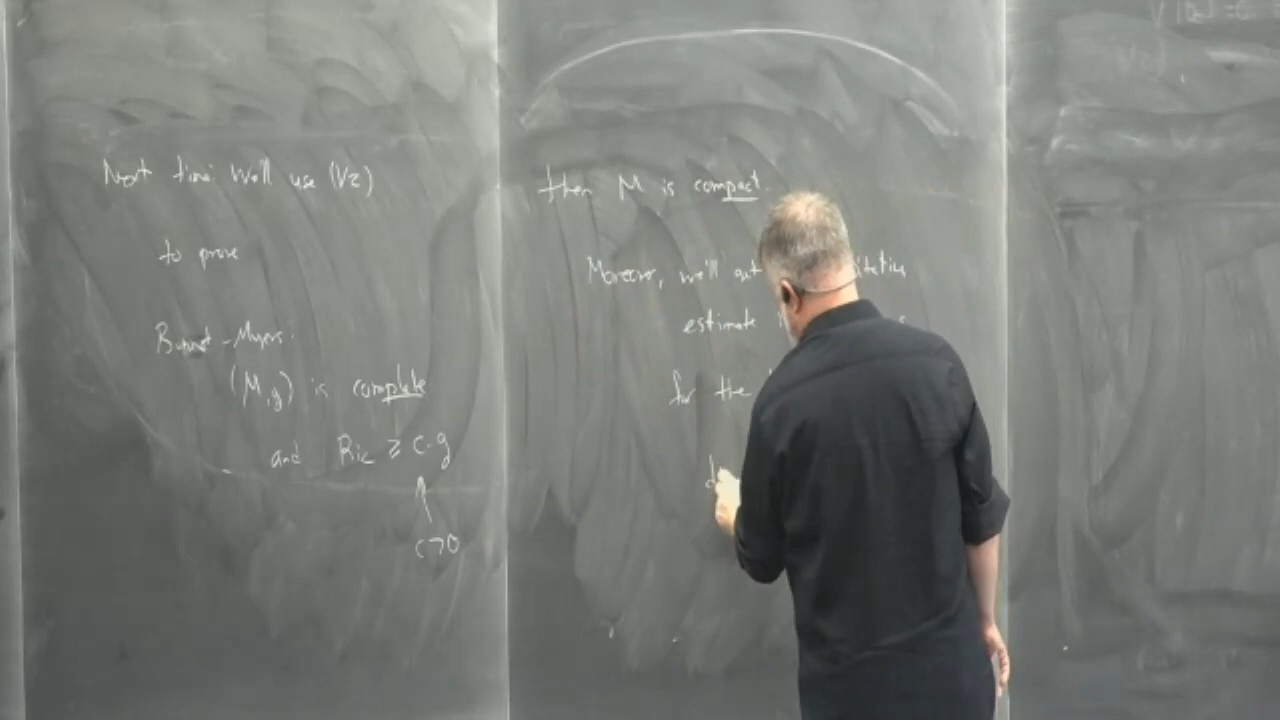 Next time: We'll use (V2)
to prove
Bonnet-Myers:
(M,g) is complete
and Ric ≥ c·g
↑
c>0
then M is compact.
Moreover, we'll get
estimate
for the